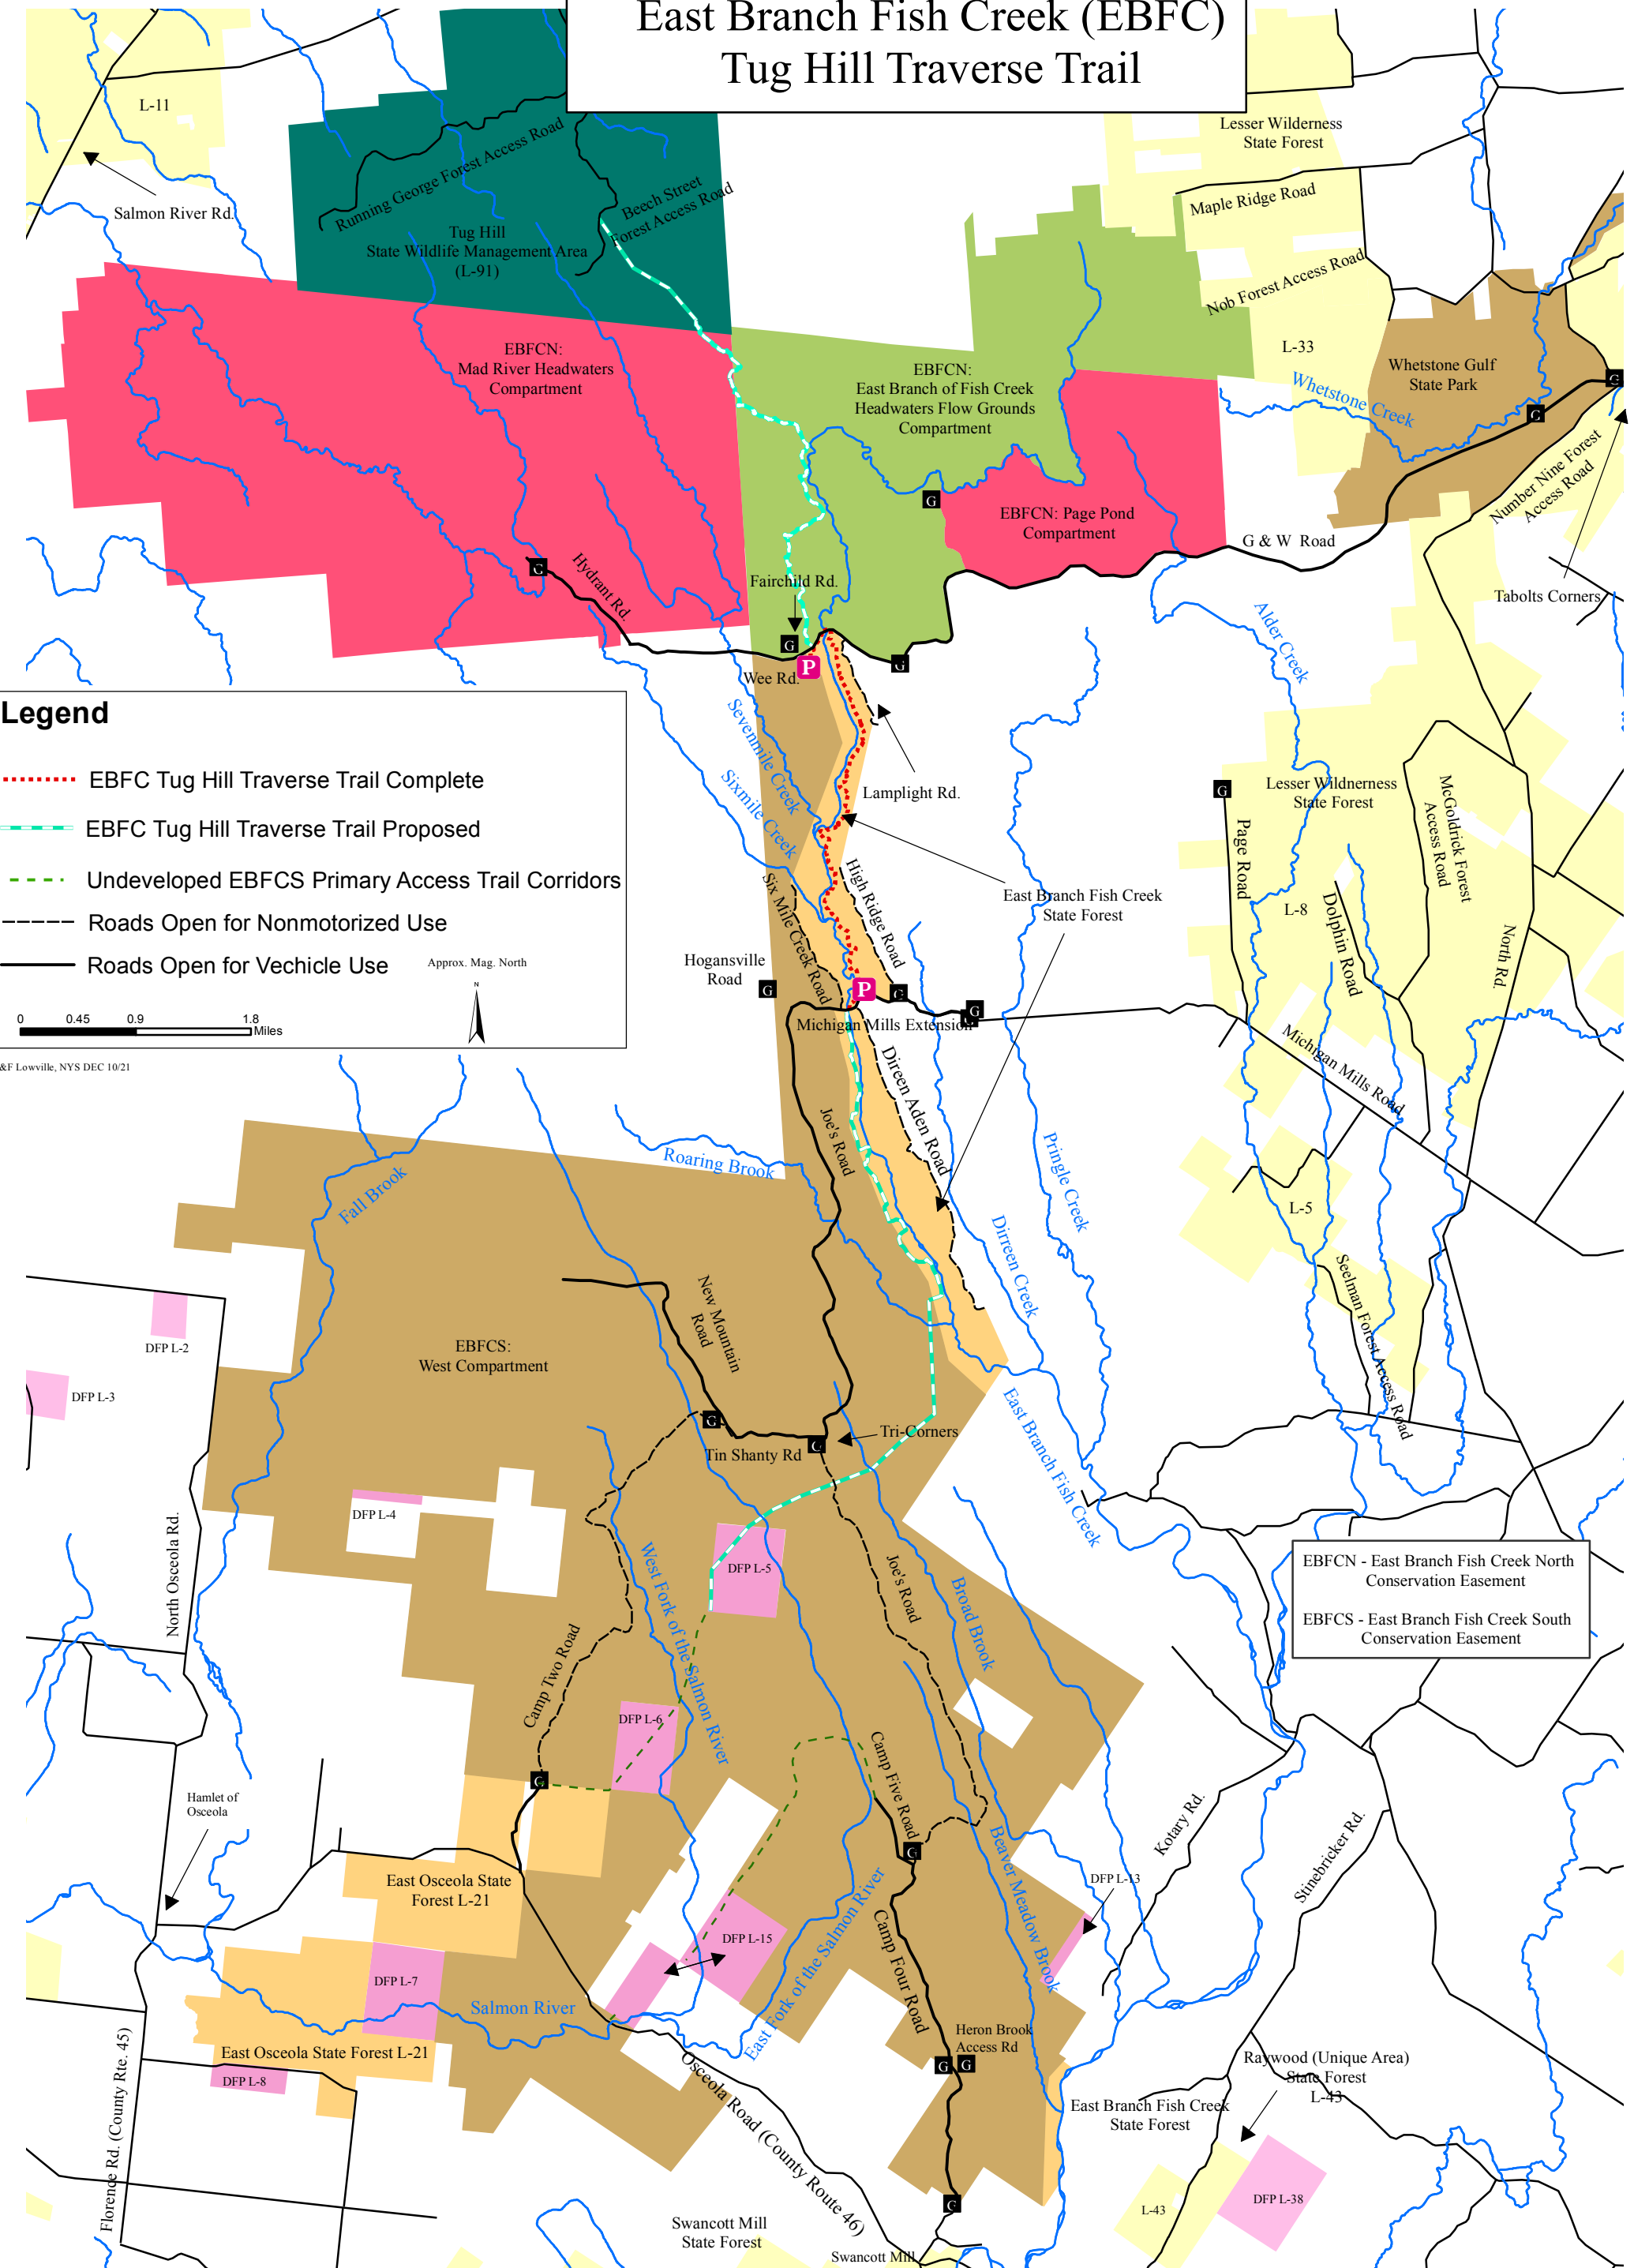 East Branch Fish Creek (EBFC)
Tug Hill Traverse Trail
L-11
Salmon River Rd.
Running George Forest Access Road
Beech Street
Forest Access Road
Tug Hill
State Wildlife Management Area
(L-91)
Lesser Wilderness
State Forest
Maple Ridge Road
Nob Forest Access Road
L-33
Whetstone Gulf
State Park
Whetstone Creek
Number Nine Forest
Access Road
G
G
EBFCN:
Mad River Headwaters
Compartment
EBFCN:
East Branch of Fish Creek
Headwaters Flow Grounds
Compartment
G
EBFCN: Page Pond
Compartment
G & W  Road
Tabolts Corners
G
Hydrant Rd.
Fairchild Rd.
G
G
P
Wee Rd.
Alder Creek
Sevenmile Creek
Sixmile Creek
Lamplight Rd.
Legend
EBFC Tug Hill Traverse Trail Complete
EBFC Tug Hill Traverse Trail Proposed
Undeveloped EBFCS Primary Access Trail Corridors
Roads Open for Nonmotorized Use
Roads Open for Vechicle Use
Approx. Mag. North
N
0 0.45 0.9 1.8
Miles
&F Lowville, NYS DEC 10/21
G
Lesser Wildnerness
State Forest
Page Road
L-8
McGoldrick Forest
Access Road
Dolphin Road
North Rd.
High Ridge Road
Six Mile Creek Road
East Branch Fish Creek
State Forest
Hogansville
Road
G
P
G
G
G
Michigan Mills Extension
Michigan Mills Road
Direen Aden Road
Joe's Road
Roaring Brook
Fall Brook
Pringle Creek
Dirreen Creek
L-5
Seelman Forest Access Road
DFP L-2
DFP L-3
New Mountain
Road
EBFCS:
West Compartment
East Branch Fish Creek
G
G
Tri-Corners
Tin Shanty Rd
DFP L-4
North Osceola Rd.
DFP L-5
West Fork of the Salmon River
Joe's Road
Broad Brook
EBFCN - East Branch Fish Creek North
Conservation Easement
EBFCS - East Branch Fish Creek South
Conservation Easement
Camp Two Road
DFP L-6
G
Camp Five Road
G
Beaver Meadow Brook
Kotary Rd.
Stinebricker Rd.
Hamlet of
Osceola
East Osceola State
Forest L-21
DFP L-13
DFP L-15
East Fork of the Salmon River
Camp Four Road
DFP L-7
Salmon River
East Osceola State Forest L-21
DFP L-8
Florence Rd. (County Rte. 45)
Osceola Road (County Route 46)
Heron Brook
Access Rd
G
G
Raywood (Unique Area)
State Forest
L-43
East Branch Fish Creek
State Forest
L-43
DFP L-38
G
Swancott Mill
State Forest
Swancott Mill